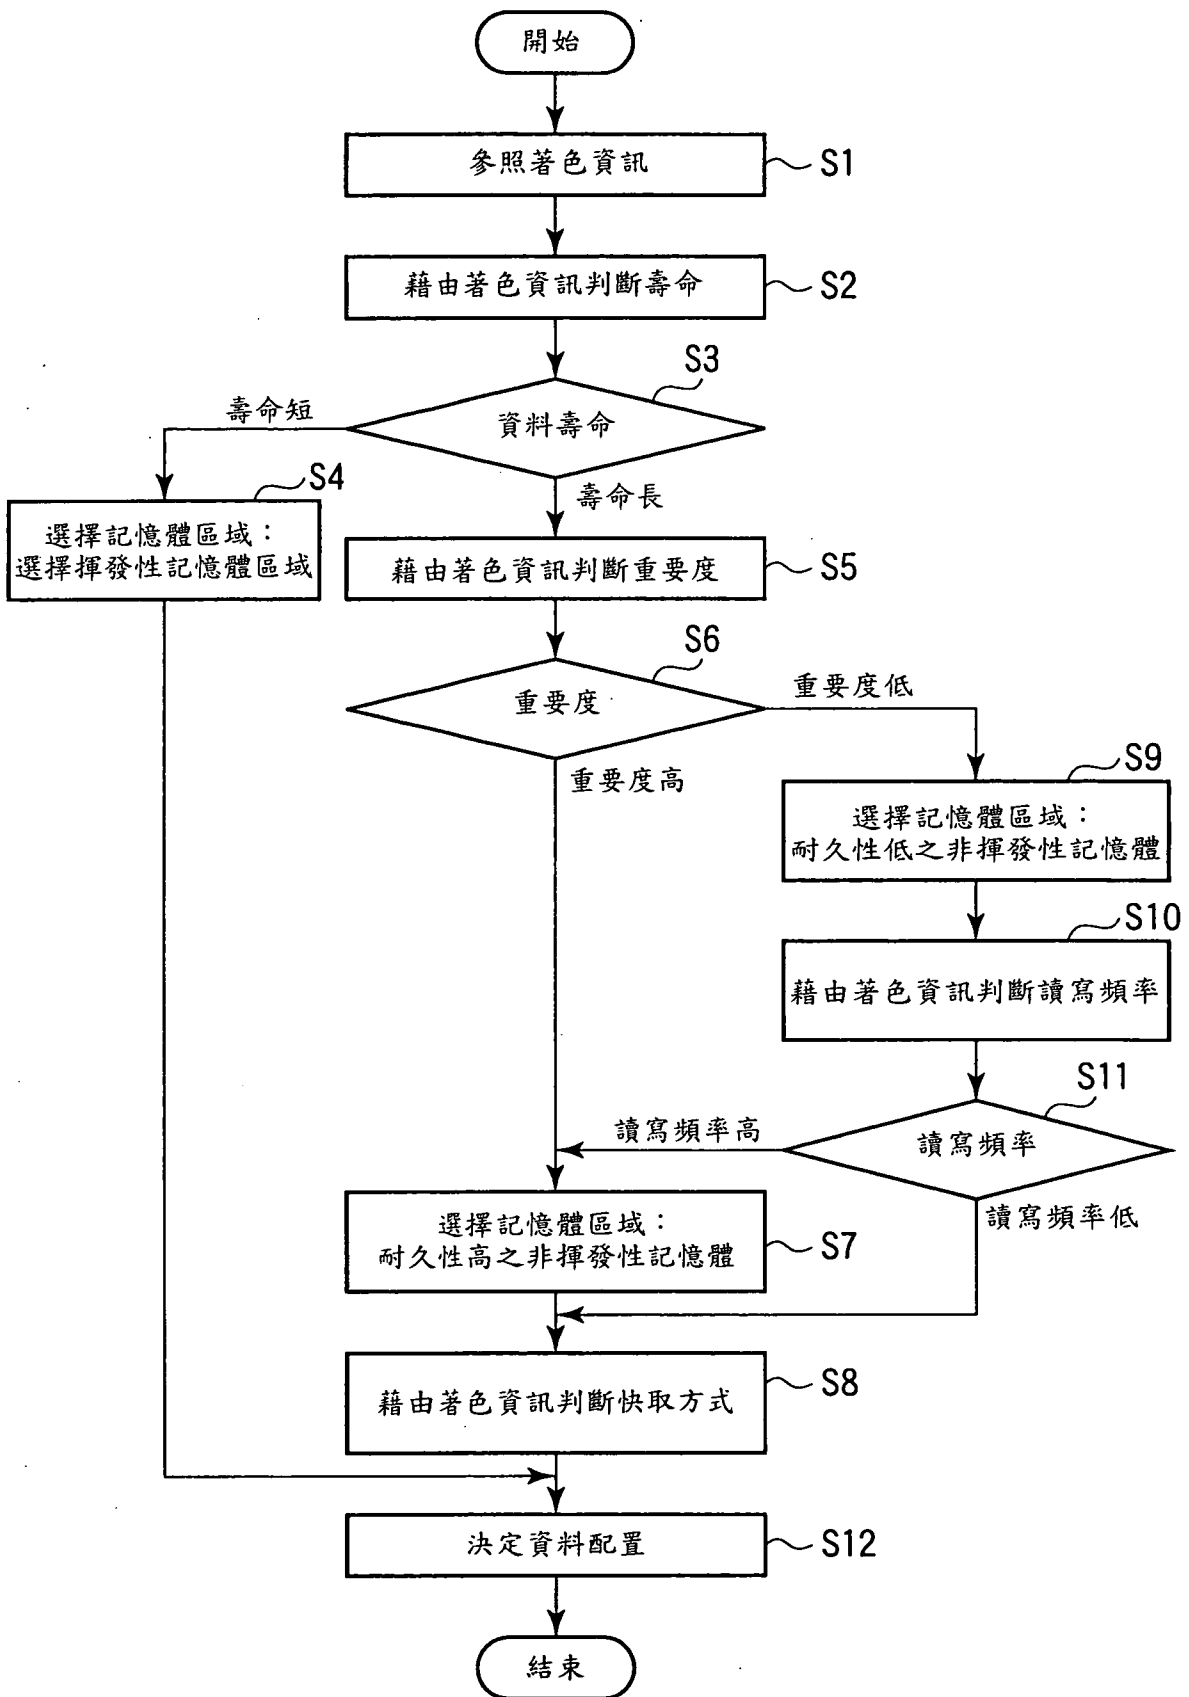 開始
參照著色資訊
S1
藉由著色資訊判斷壽命
S2
S3
壽命短
資料壽命
S4
壽命長
選擇記憶體區域：
選擇揮發性記憶體區域
藉由著色資訊判斷重要度
S5
S6
重要度
重要度低
重要度高
S9
選擇記憶體區域：
耐久性低之非揮發性記憶體
S10
藉由著色資訊判斷讀寫頻率
S11
讀寫頻率高
讀寫頻率
讀寫頻率低
選擇記憶體區域：
耐久性高之非揮發性記憶體
S7
藉由著色資訊判斷快取方式
S8
決定資料配置
S12
結束